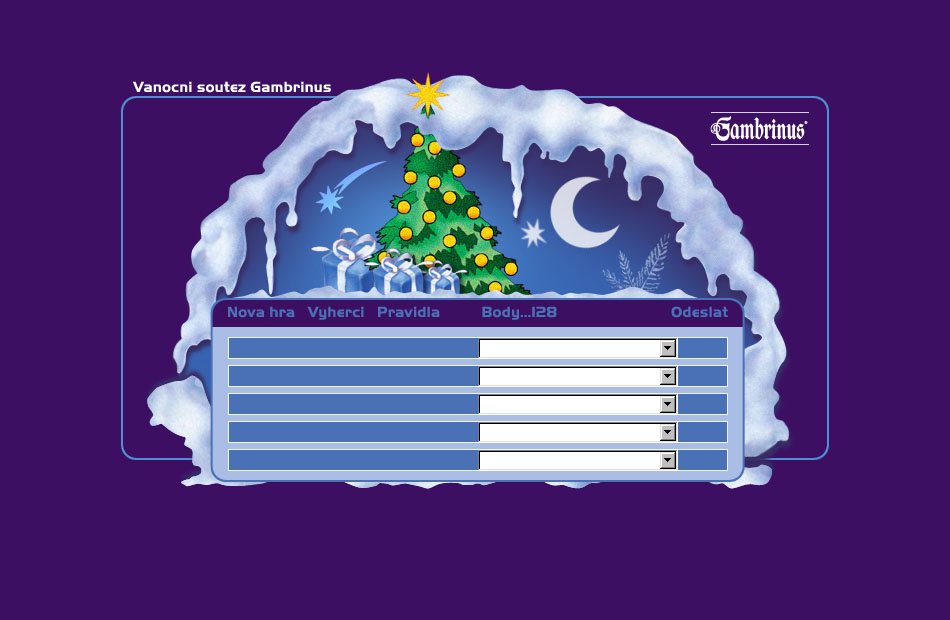 Vanocni soutez Gambrinus
Gambrinus
Nova hra Vyherci Pravidla Body...128 Odeslat